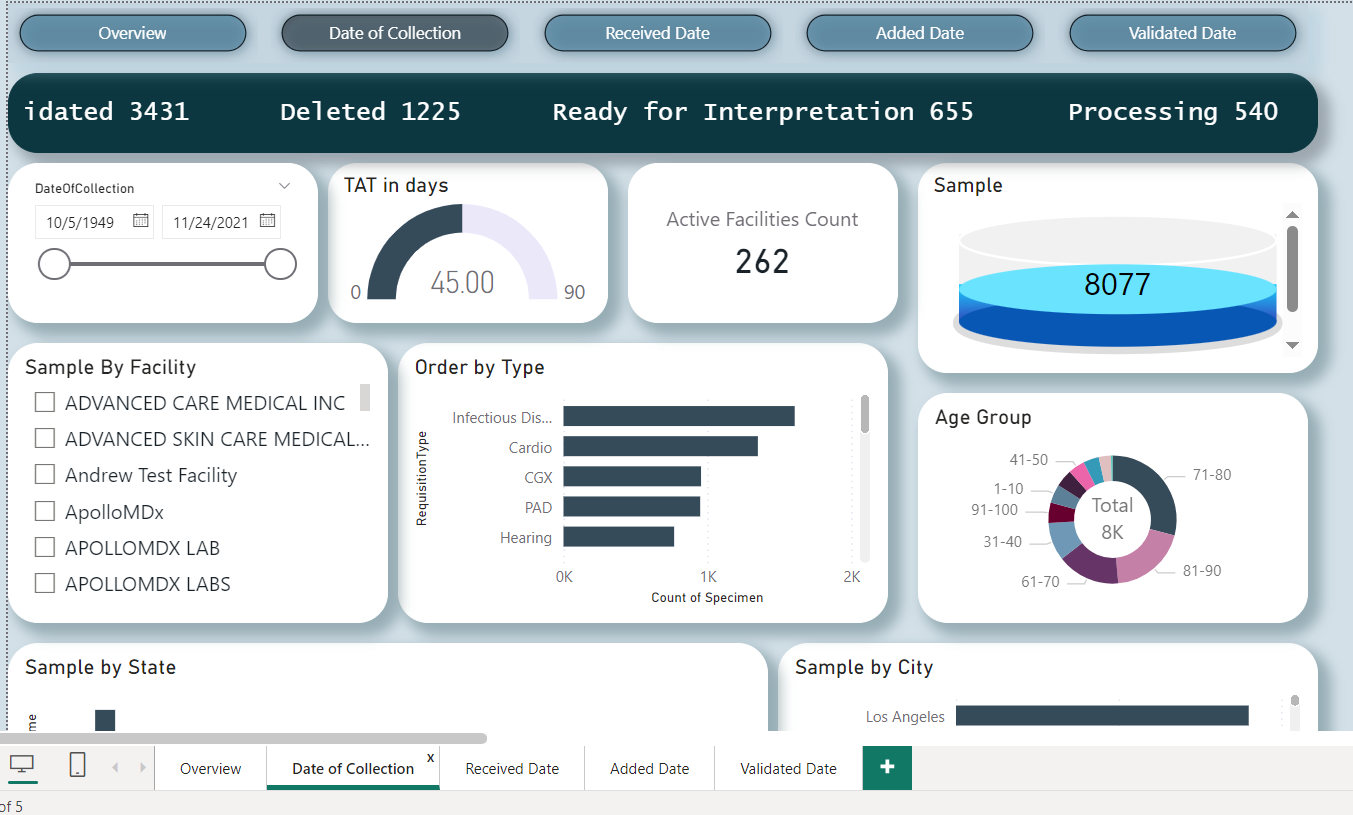 Overview
Date of Collection
Received Date
Added Date
Validated Date
idated 3431
Deleted 1225
Ready for Interpretation 655
Processing 540
DateOfCollection
10/5/1949
11/24/2021
TAT in days
0
45.00
90
Active Facilities Count
262
Sample
8077
Sample By Facility
ADVANCED CARE MEDICAL INC
ADVANCED SKIN CARE MEDICAL...
Andrew Test Facility
ApolloMDx
APOLLOMDX LAB
APOLLOMDX LABS
Order by Type
RequisitionType
Infectious Dis...
Cardio
CGX
PAD
Hearing
0K
1K
2K
Count of Specimen
Age Group
41-50
1-10
91-100
31-40
61-70
71-80
81-90
Total
8K
Sample by State
me
Sample by City
Los Angeles
Overview
Date of Collection
x
Received Date
Added Date
Validated Date
+
of 5